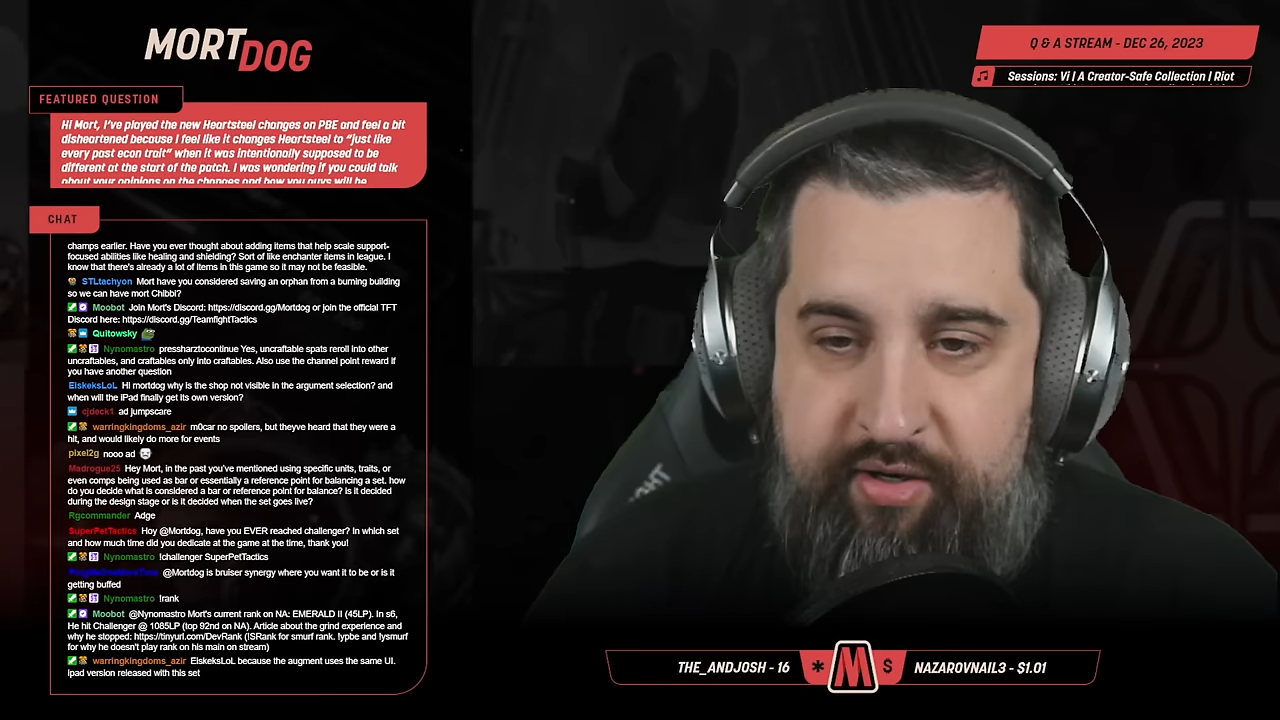 MORTDOG
FEATURED QUESTION
Hi Mort, I've played the new Heartsteel changes on PBE and feel a bit
disheartened because I feel like it changes Heartsteel to "just like
every past econ trait" when it was intentionally supposed to be
different at the start of the patch. I was wondering if you could talk
about your opinions on the changes and how you guys will be
CHAT
champs earlier. Have you ever thought about adding items that help scale support-
focused abilities like healing and shielding? Sort of like enchanter items in league. I
know that there's already a lot of items in this game so it may not be feasible.
STLtachyon Mort have you considered saving an orphan from a burning building
so we can have mort Chibbi?
Moobot Join Mort's Discord: https://discord.gg/Mortdog or join the official TFT
Discord here: https://discord.gg/TeamfightTactics
Quitowsky
Nynomastro pressharztocontinue Yes, uncraftable spats reroll into other
uncraftables, and craftables only into craftables. Also use the channel point reward if
you have another question
ElskeksLoL Hi mortdog why is the shop not visible in the argument selection? and
when will the iPad finally get its own version?
cjdeck1 ad jumpscare
warringkingdoms_azir m0car no spoilers, but theyve heard that they were a
hit, and would likely do more for events
pixel2g nooo ad
Madrogue25 Hey Mort, in the past you've mentioned using specific units, traits, or
even comps being used as bar or essentially a reference point for balancing a set. how
do you decide what is considered a bar or reference point for balance? is it decided
during the design stage or is it decided when the set goes live?
Rgcommander Adge
SuperPetTactics Hoy @Mortdog, have you EVER reached challenger? In which set
and how much time did you dedicate at the game at the time, thank you!
Nynomastro !challenger SuperPetTactics
@Mortdog is bruiser synergy where you want it to be or is it
getting buffed
Nynomastro !rank
Moobot @Nynomastro Mort's current rank on NA: EMERALD II (45LP). In s6,
He hit Challenger @ 1085LP (top 92nd on NA). Article about the grind experience and
why he stopped: https://tinyurl.com/DevRank (!SRank for smurf rank. !ypbe and !ysmurf
for why he doesn't play rank on his main on stream)
warringkingdoms_azir ElskeksLoL because the augment uses the same UI.
ipad version released with this set
Q & A STREAM - DEC 26, 2023
Sessions: Vi | A Creator-Safe Collection | Riot
THE_ANDJOSH - 16
* M $
NAZAROVNAIL3 - $1.01